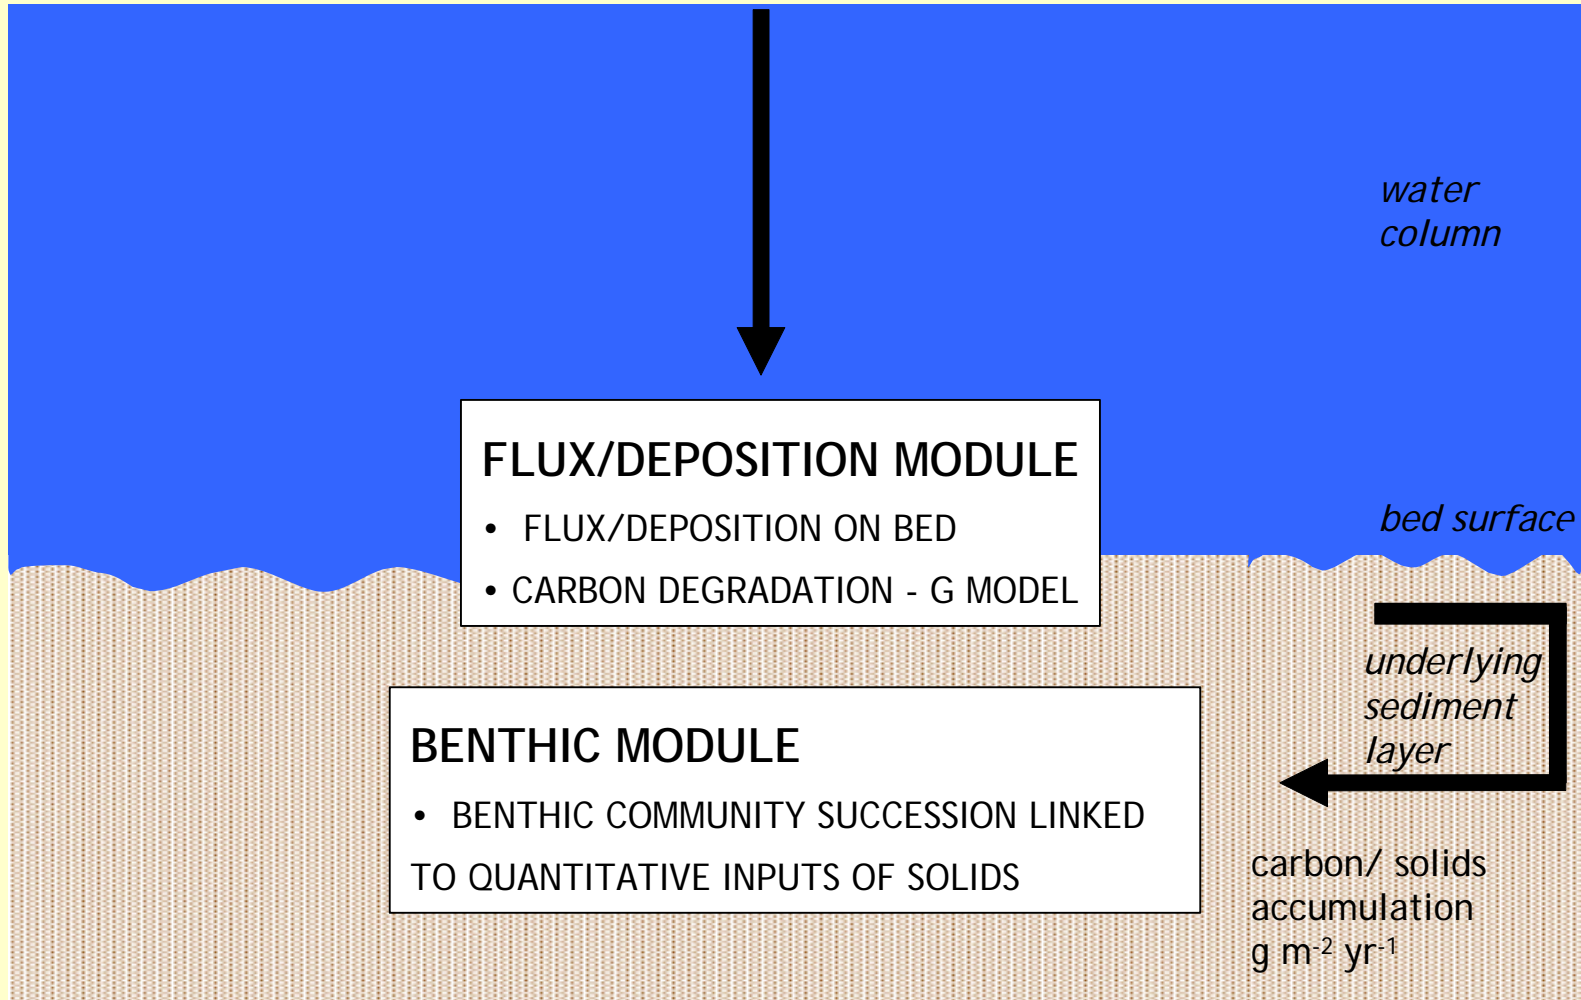 water
column
FLUX/DEPOSITION MODULE
• FLUX/DEPOSITION ON BED
• CARBON DEGRADATION - G MODEL
bed surface
underlying
sediment
layer
BENTHIC MODULE
• BENTHIC COMMUNITY SUCCESSION LINKED
TO QUANTITATIVE INPUTS OF SOLIDS
carbon/ solids
accumulation
g m⁻² yr⁻¹